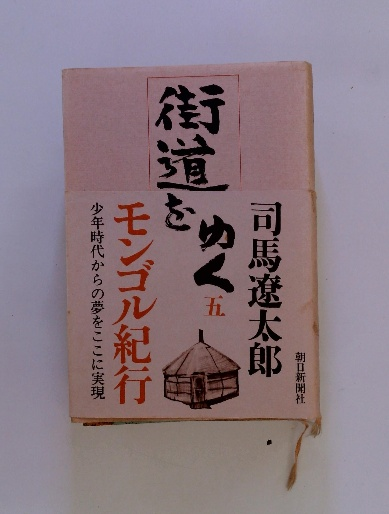 街道をゆく
五
司馬遼太郎
朝日新聞社
モンゴル紀行
少年時代からの夢をここに実現